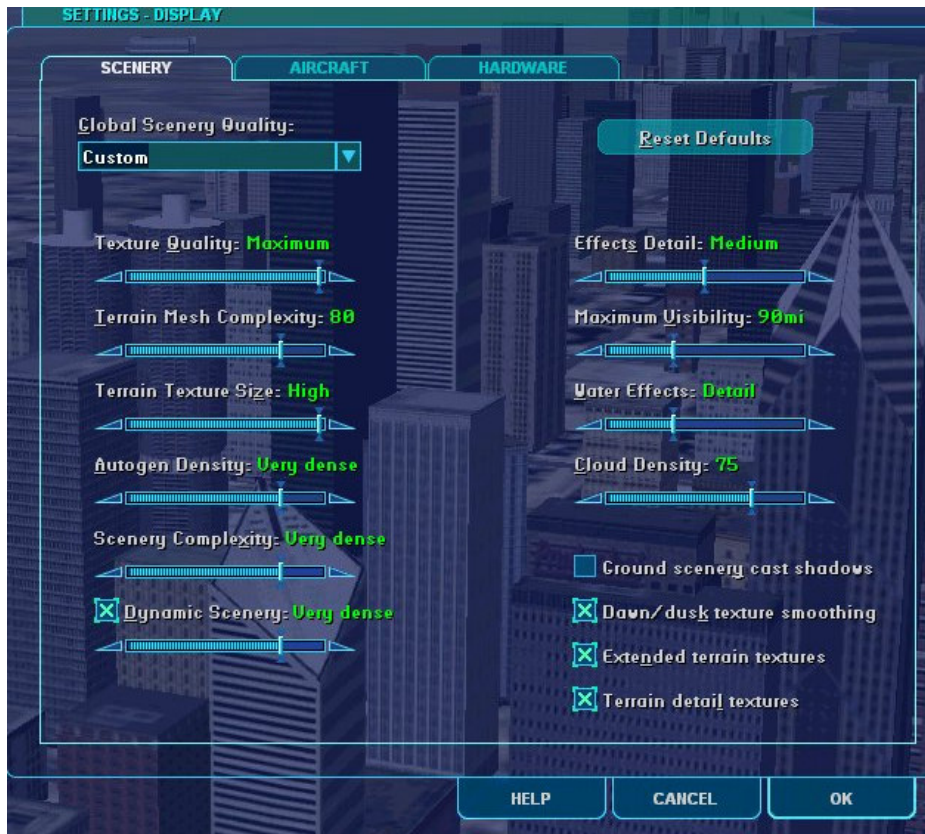 SETTINGS - DISPLAY
SCENERY
AIRCRAFT
HARDWARE
Global Scenery Quality:
Custom
Reset Defaults
Texture Quality: Maximum
Terrain Mesh Complexity: 80
Terrain Texture Size: High
Autogen Density: Very dense
Scenery Complexity: Very dense
Dynamic Scenery: Very dense
Effects Detail: Medium
Maximum Visibility: 90mi
Water Effects: Detail
Cloud Density: 75
Ground scenery cast shadows
Dawn/dusk texture smoothing
Extended terrain textures
Terrain detail textures
HELP
CANCEL
OK